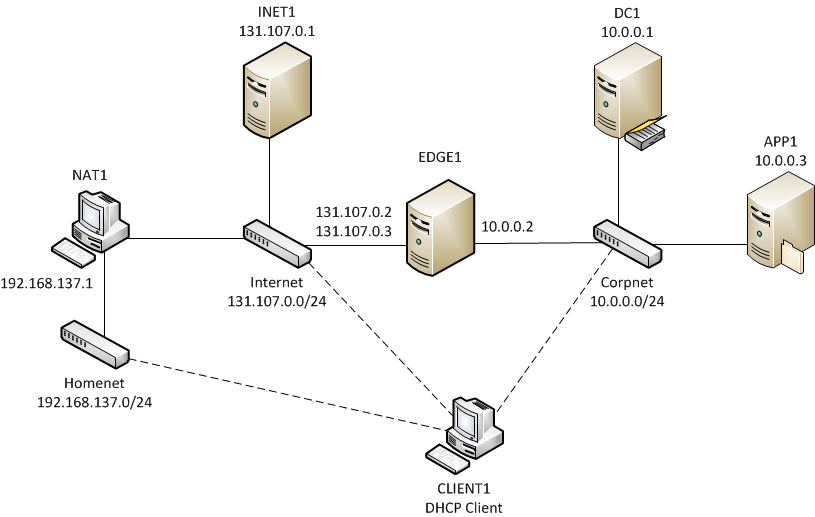 INET1
131.107.0.1
DC1
10.0.0.1
APP1
10.0.0.3
EDGE1
NAT1
131.107.0.2
131.107.0.3
10.0.0.2
192.168.137.1
Internet
131.107.0.0/24
Corpnet
10.0.0.0/24
Homenet
192.168.137.0/24
CLIENT1
DHCP Client